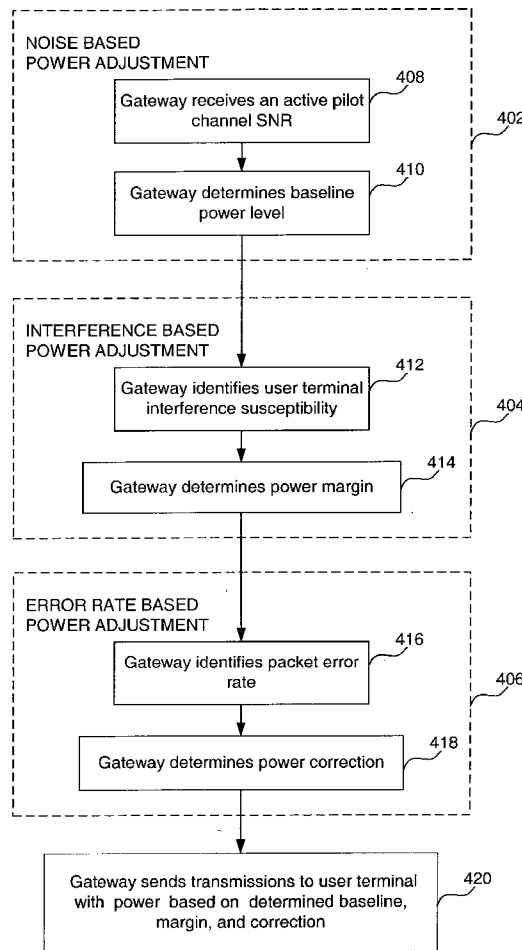 NOISE BASED
POWER ADJUSTMENT
Gateway receives an active pilot
channel SNR
408
402
Gateway determines baseline
power level
410
INTERFERENCE BASED
POWER ADJUSTMENT
Gateway identifies user terminal
interference susceptibility
412
404
Gateway determines power margin
414
ERROR RATE BASED
POWER ADJUSTMENT
Gateway identifies packet error
rate
416
406
Gateway determines power correction
418
Gateway sends transmissions to user terminal
with power based on determined baseline,
margin, and correction
420